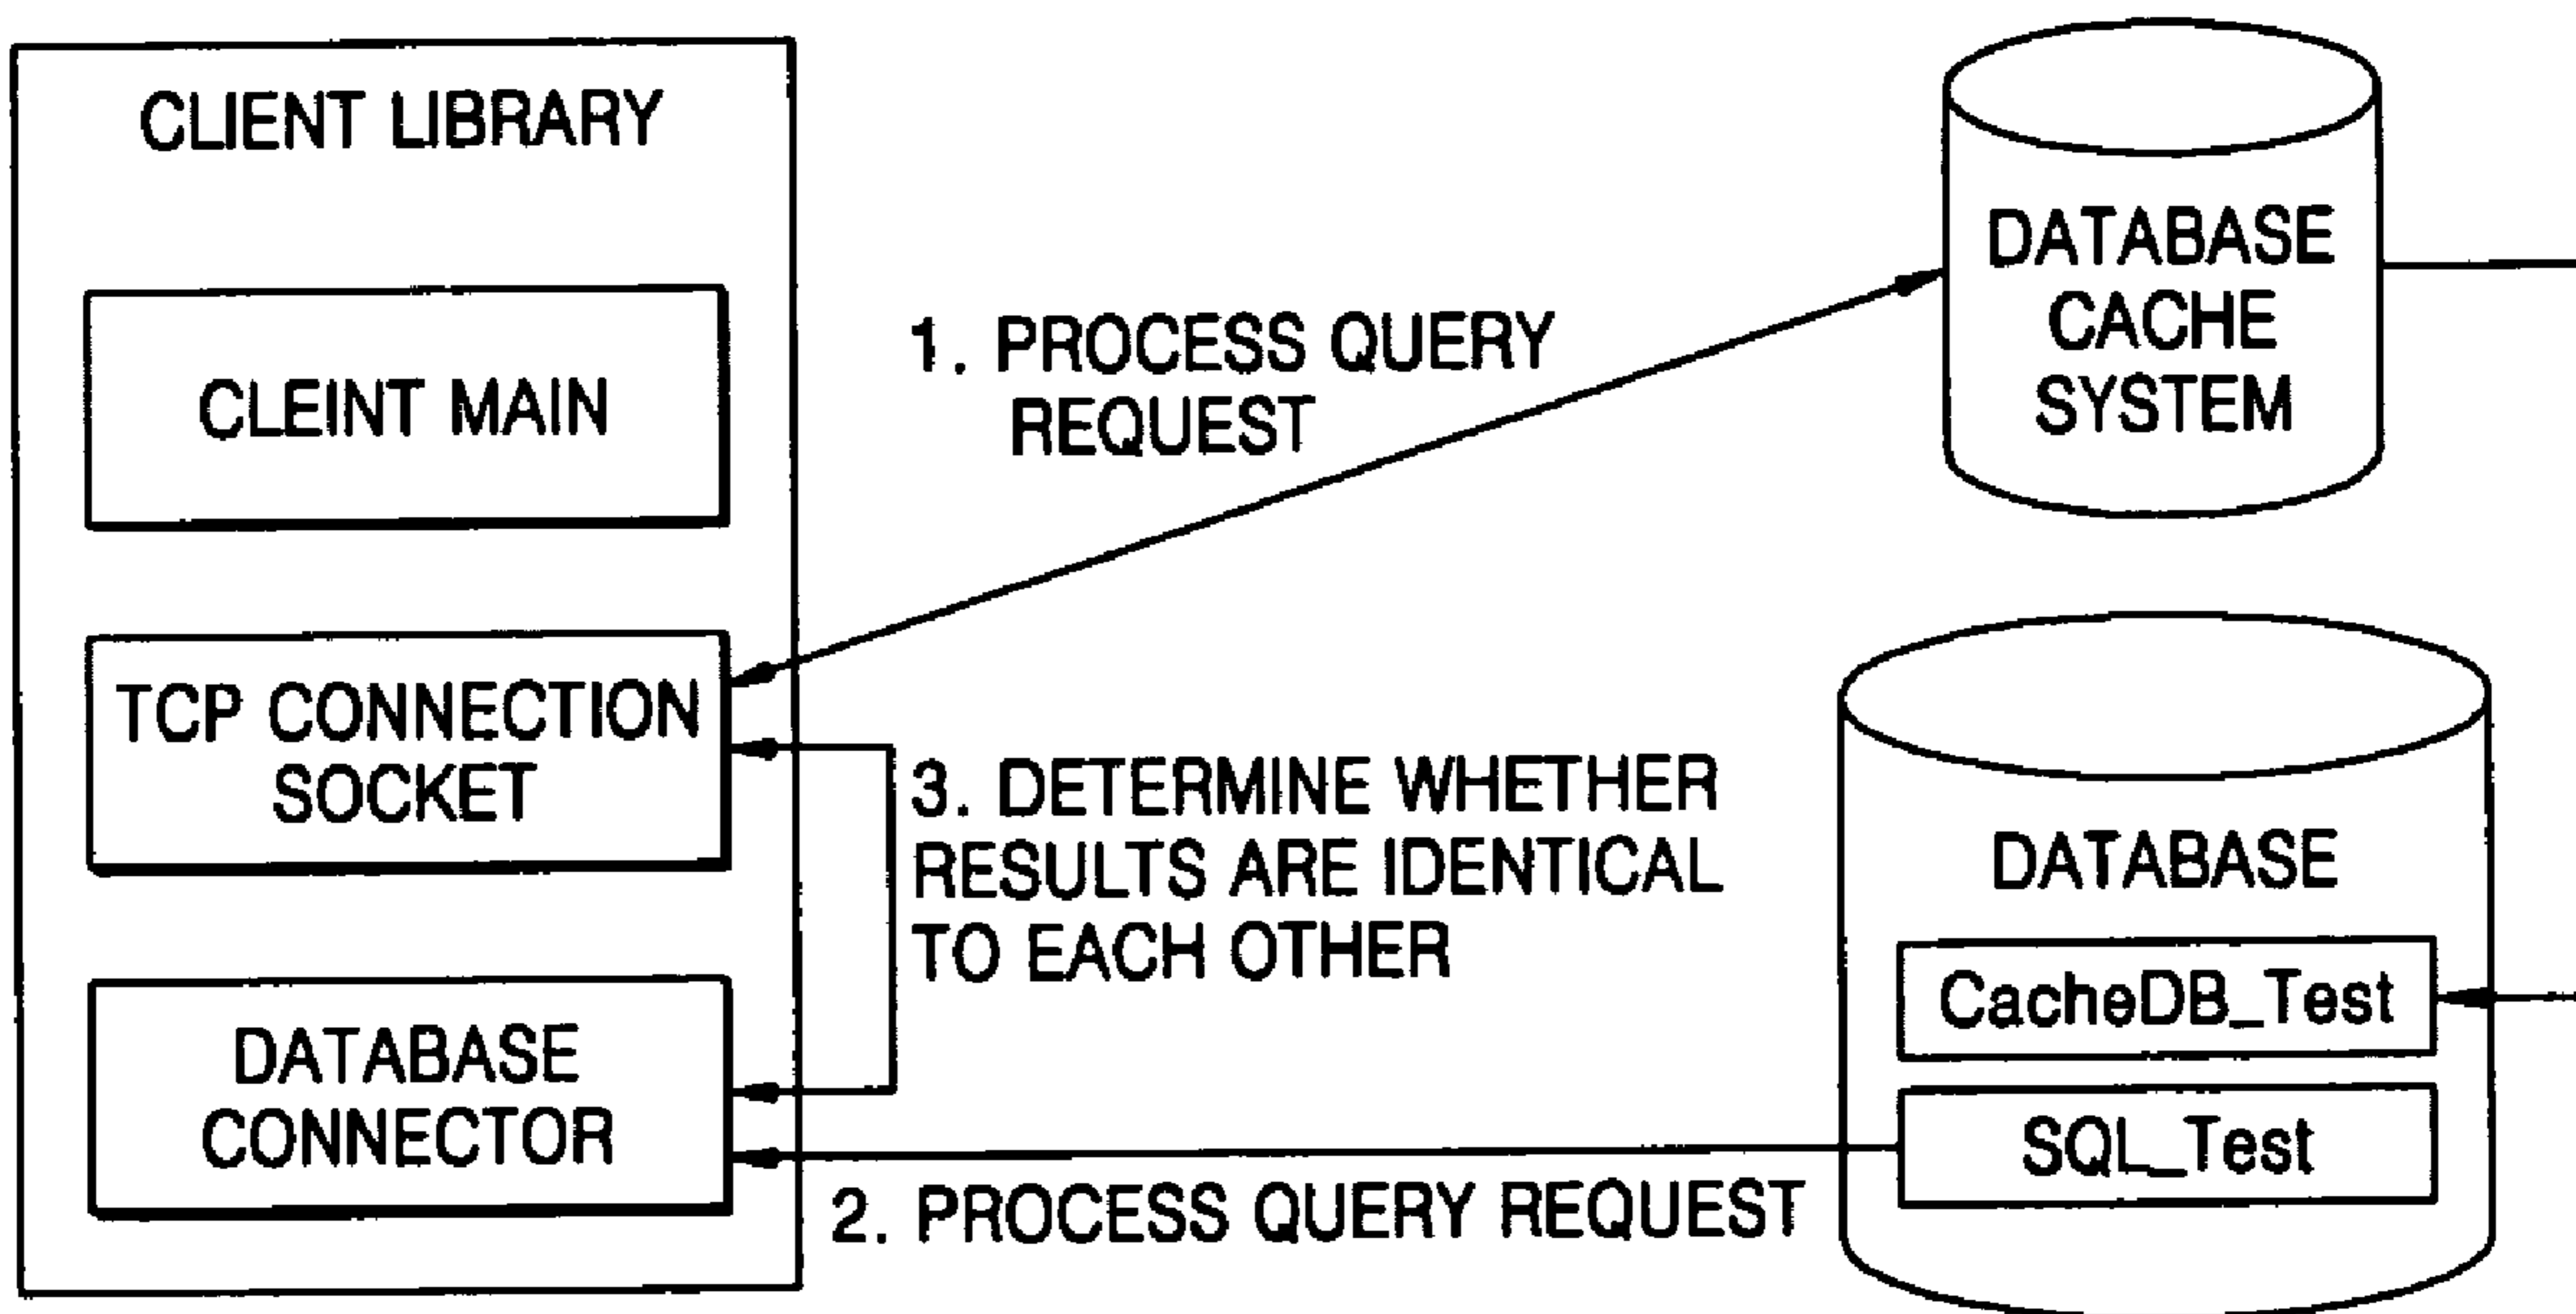 CLIENT LIBRARY
CLEINT MAIN
TCP CONNECTION
SOCKET
DATABASE
CONNECTOR
1. PROCESS QUERY
REQUEST
3. DETERMINE WHETHER
RESULTS ARE IDENTICAL
TO EACH OTHER
2. PROCESS QUERY REQUEST
DATABASE
CACHE
SYSTEM
DATABASE
CacheDB_Test
SQL_Test